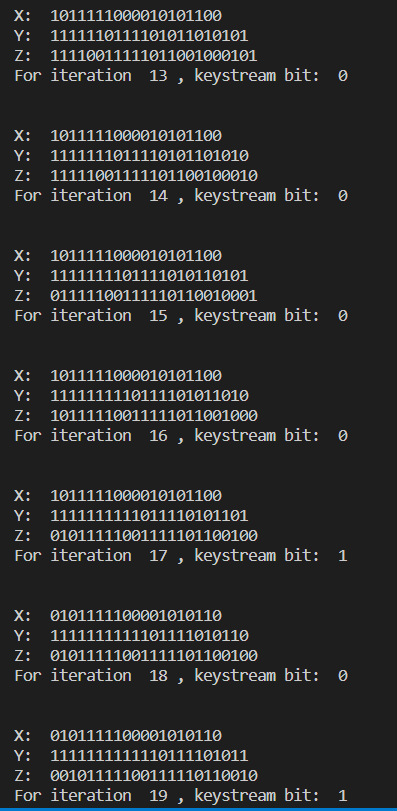 X: 1011111000010101100
Y: 1111110111101011010101
Z: 11110011111011001000101
For iteration 13 , keystream bit: 0
X: 1011111000010101100
Y: 1111111011110101101010
Z: 11111001111101100100010
For iteration 14 , keystream bit: 0
X: 1011111000010101100
Y: 1111111101111010110101
Z: 01111100111110110010001
For iteration 15 , keystream bit: 0
X: 1011111000010101100
Y: 1111111110111101011010
Z: 10111110011111011001000
For iteration 16 , keystream bit: 0
X: 1011111000010101100
Y: 1111111111011110101101
Z: 01011111001111101100100
For iteration 17 , keystream bit: 1
X: 0101111100001010110
Y: 1111111111101111010110
Z: 01011111001111101100100
For iteration 18 , keystream bit: 0
X: 0101111100001010110
Y: 1111111111110111101011
Z: 00101111100111110110010
For iteration 19 , keystream bit: 1